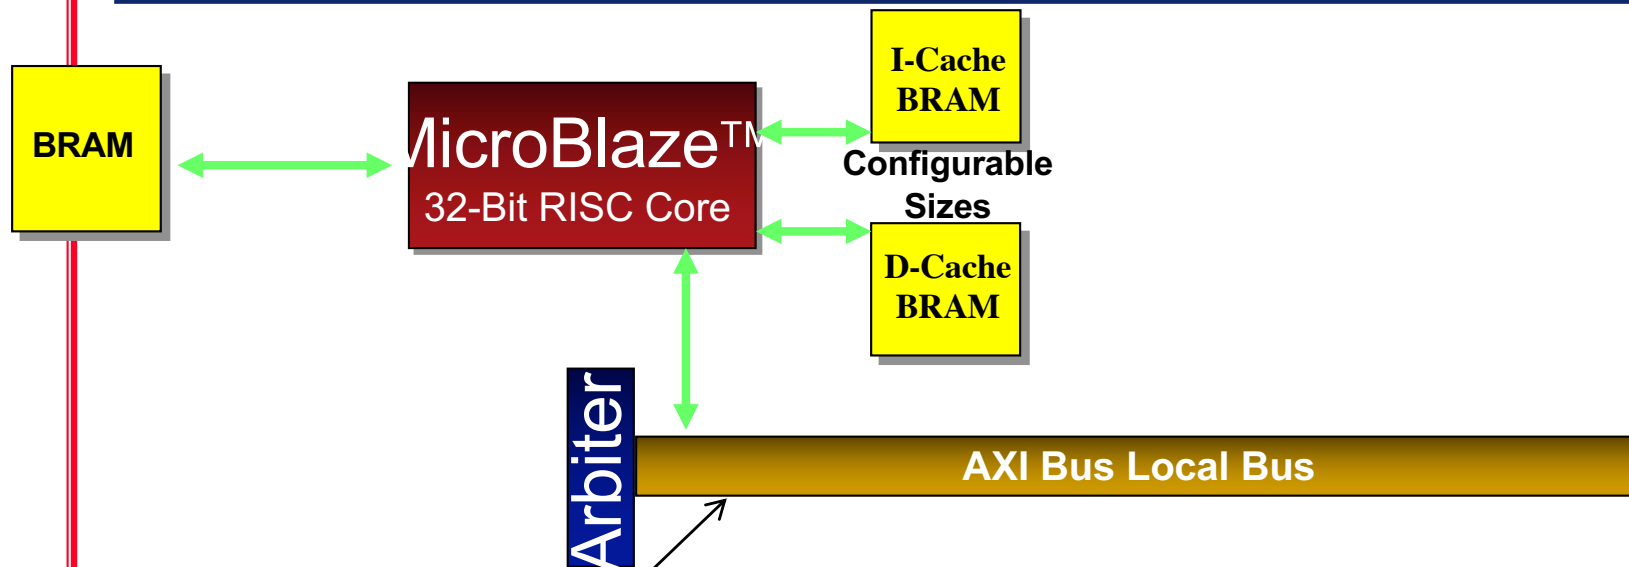 BRAM
MicroBlaze™
32-Bit RISC Core
I-Cache
BRAM
Configurable
Sizes
D-Cache
BRAM
Arbiter
AXI Bus Local Bus